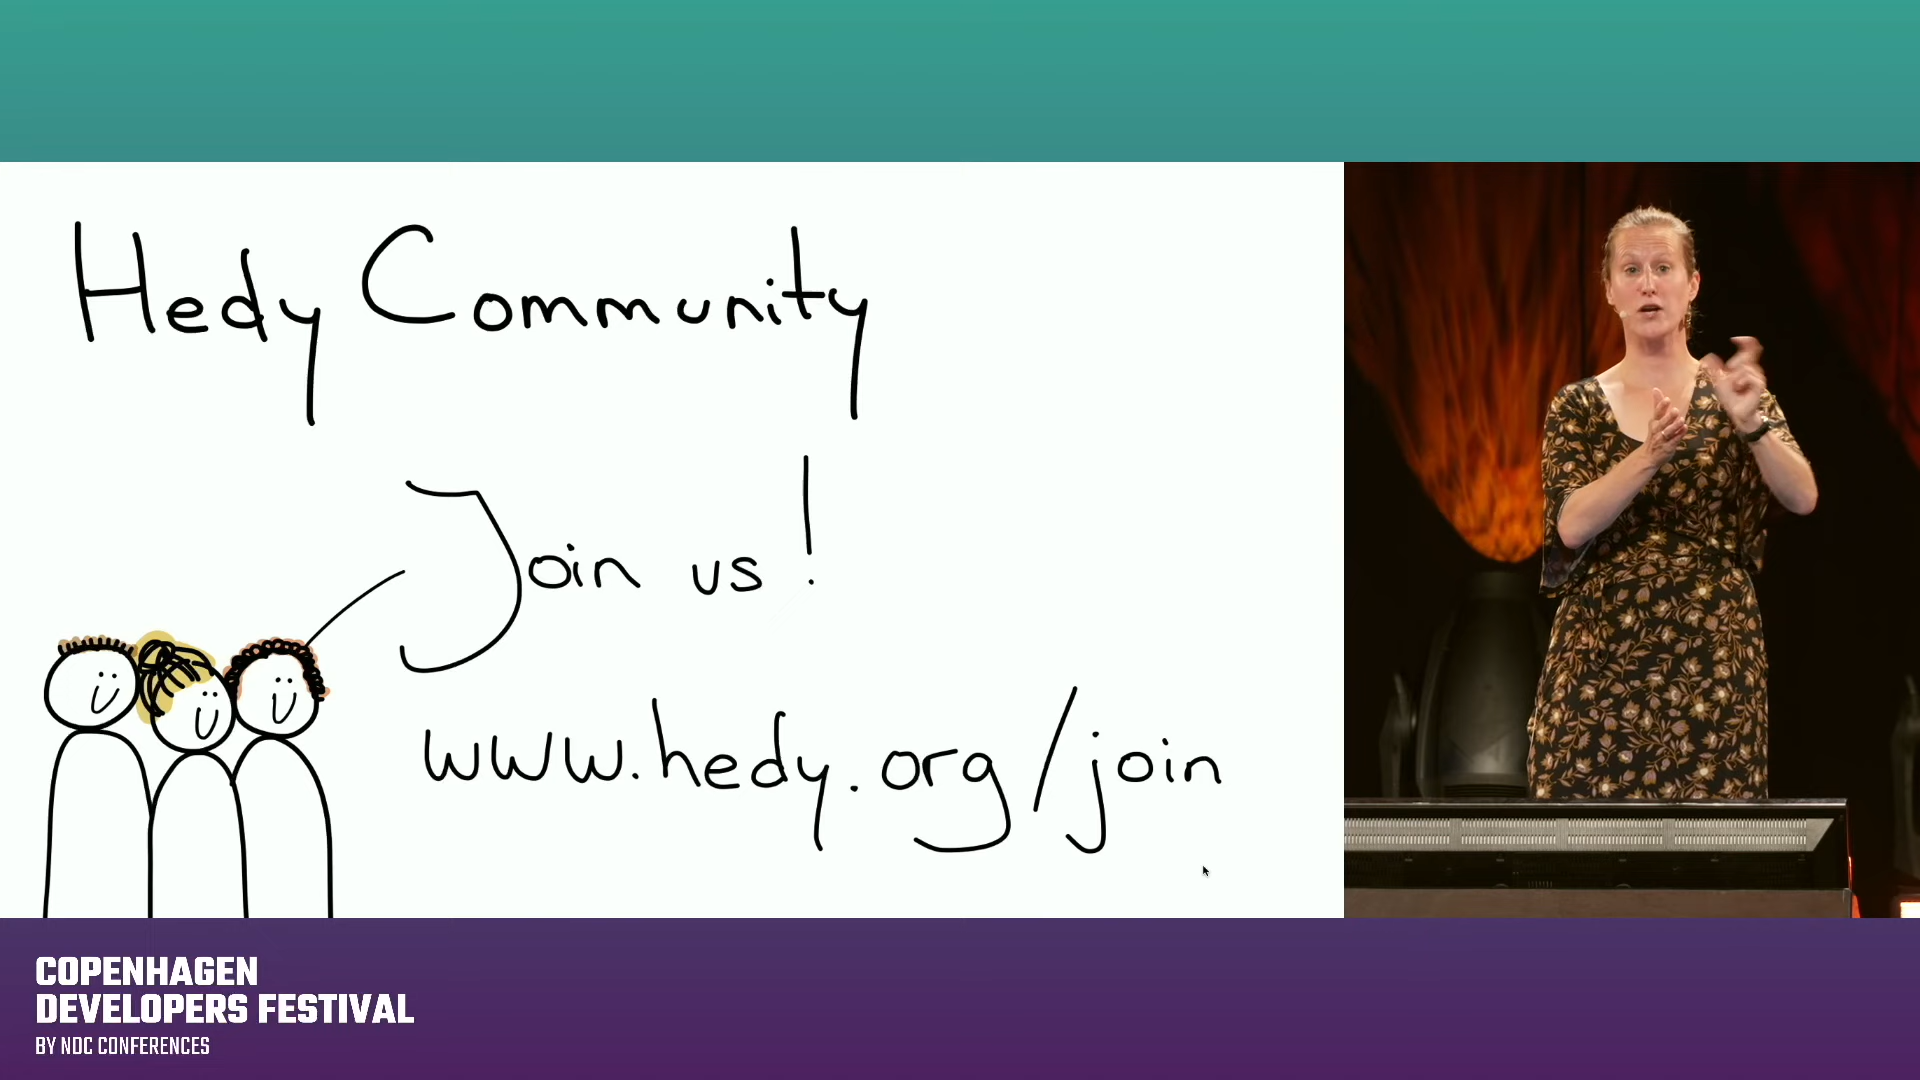 Hedy Community
Join us!
www.hedy.org/join
COPENHAGEN
DEVELOPERS FESTIVAL
BY NDC CONFERENCES